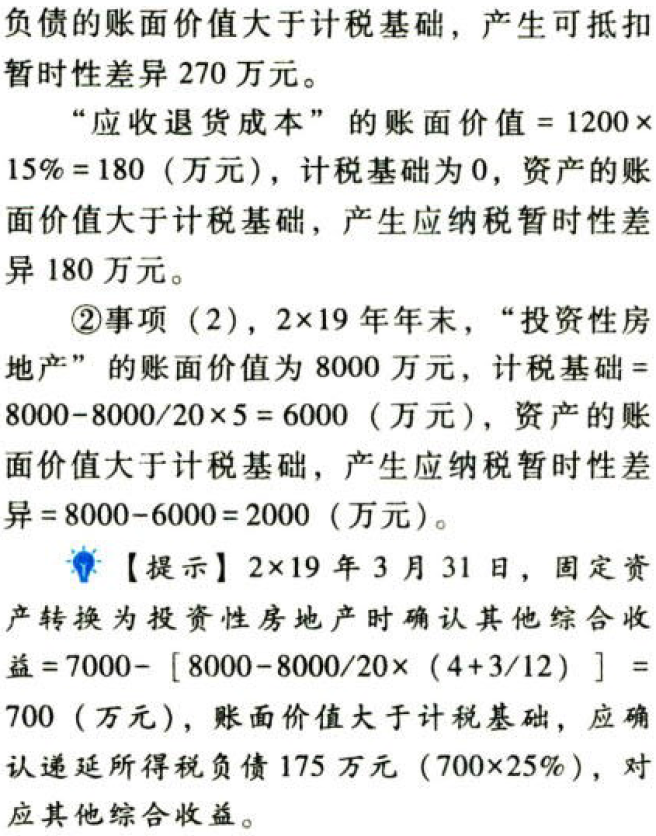 负债的账面价值大于计税基础，产生可抵扣
暂时性差异 270 万元。
“应收退货成本”的账面价值 = 1200×
15% = 180（万元），计税基础为 0，资产的账
面价值大于计税基础，产生应纳税暂时性差
异 180 万元。
②事项（2），2×19 年年末，“投资性房
地产”的账面价值为 8000 万元，计税基础 =
8000-8000/20×5 = 6000（万元），资产的账
面价值大于计税基础，产生应纳税暂时性差
异 = 8000-6000 = 2000（万元）。
【提示】2×19 年 3 月 31 日，固定资
产转换为投资性房地产时确认其他综合收
益 = 7000-［8000-8000/20×（4+3/12）］=
700（万元），账面价值大于计税基础，应确
认递延所得税负债 175 万元（700×25%），对
应其他综合收益。